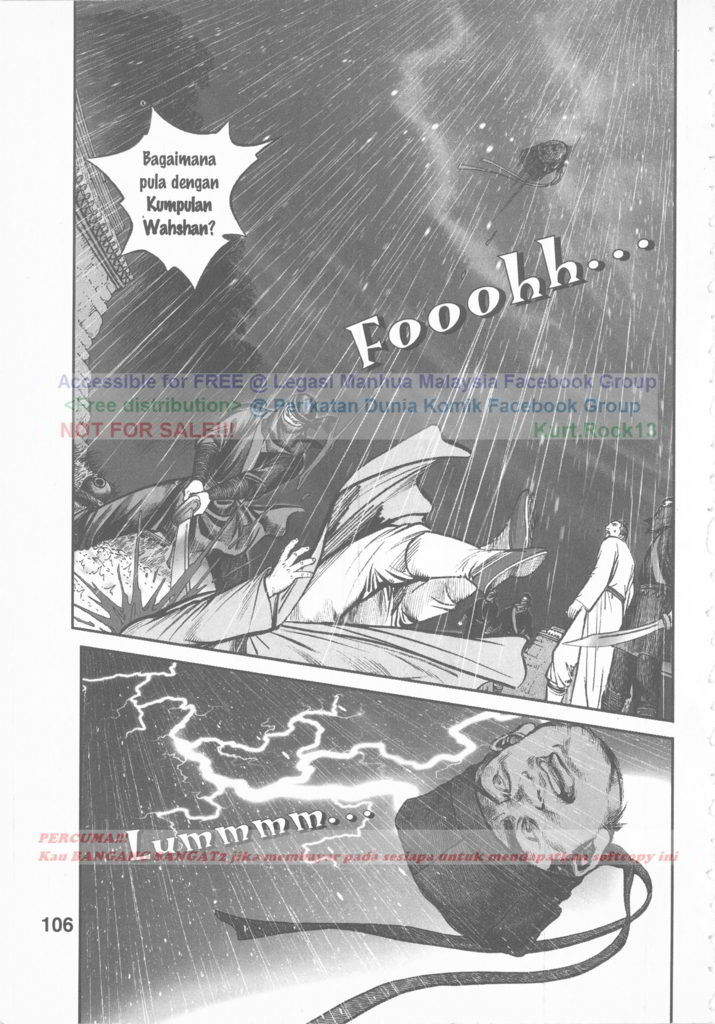 Bagaimana
pula dengan
Kumpulan
Wahshan?
Fooohh...
Accessible for FREE @ Legasi Manhua Malaysia Facebook Group
<Free distribution> @ Perikatan Dunia Komik Facebook Group
NOT FOR SALE!!! Kurt.Rock13
Lummmm...
PERCUMA!!!
Kau BANGANG SANGAT2 jika membayar pada sesiapa untuk mendapatkan softcopy ini
106